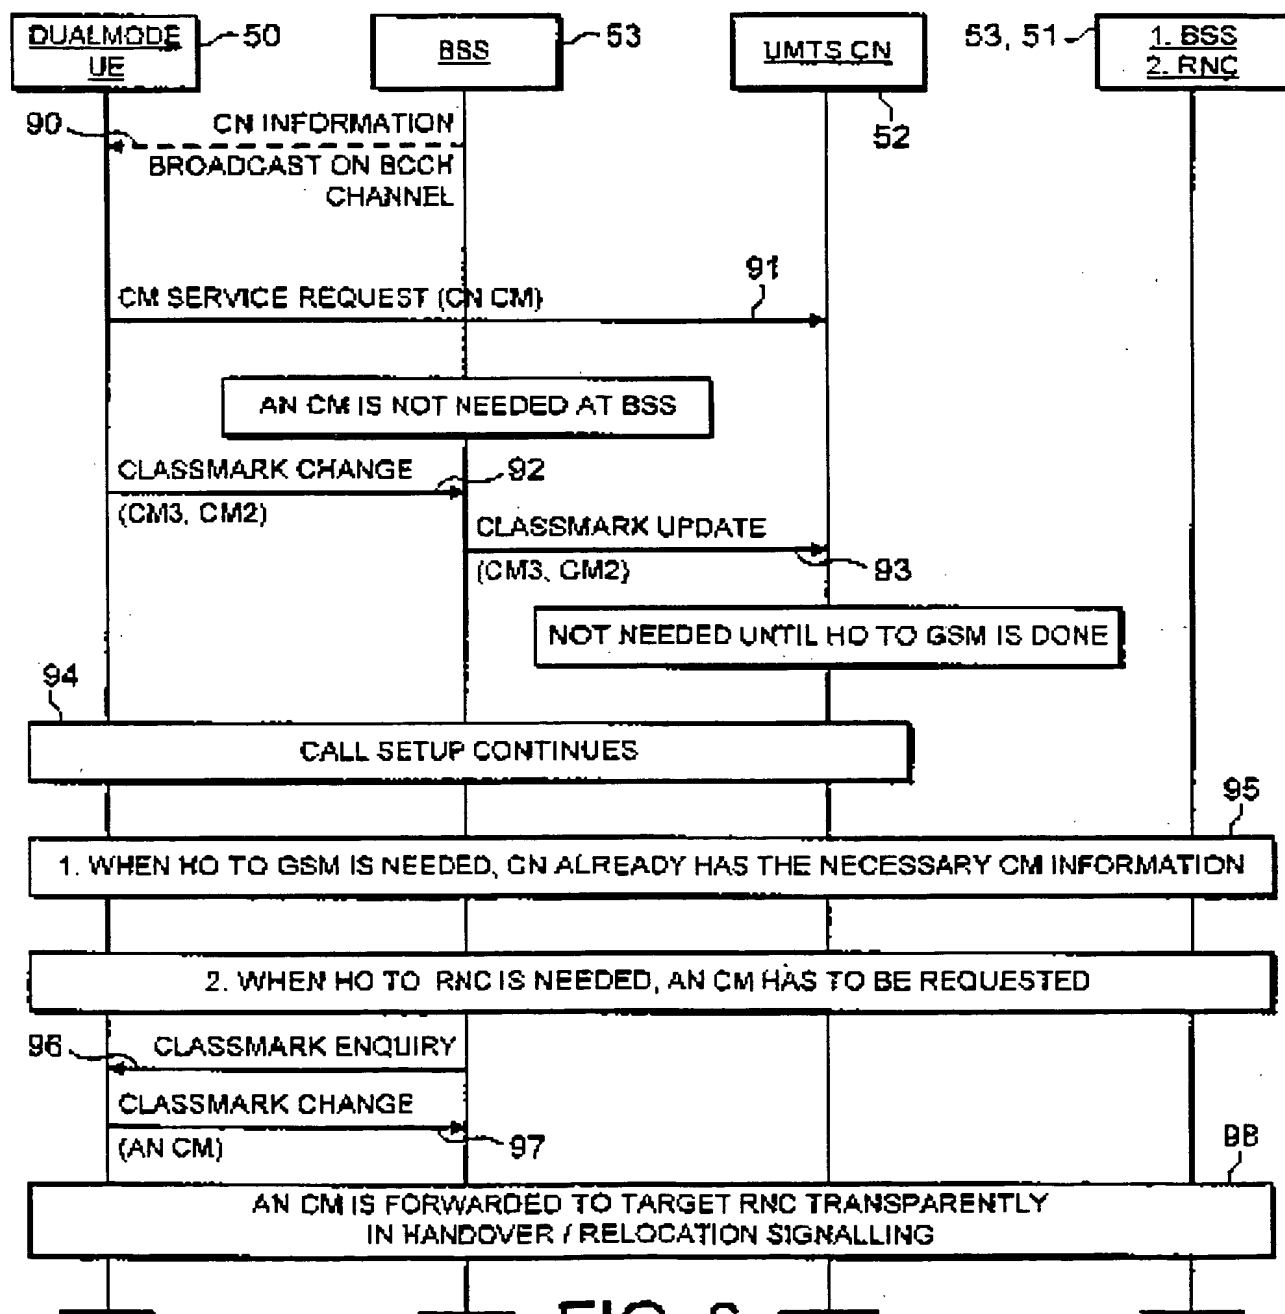 DUALMODE
UE
50
BSS
53
UMTS CN
52
53, 51
1. BSS
2. RNC
90
CN INFORMATION
BROADCAST ON BCCH
CHANNEL
91
CM SERVICE REQUEST (CN CM)
AN CM IS NOT NEEDED AT BSS
CLASSMARK CHANGE
92
(CM3, CM2)
CLASSMARK UPDATE
(CM3, CM2)
93
NOT NEEDED UNTIL HO TO GSM IS DONE
94
CALL SETUP CONTINUES
95
1. WHEN HO TO GSM IS NEEDED, CN ALREADY HAS THE NECESSARY CM INFORMATION
2. WHEN HO TO RNC IS NEEDED, AN CM HAS TO BE REQUESTED
96
CLASSMARK ENQUIRY
CLASSMARK CHANGE
(AN CM)
97
98
AN CM IS FORWARDED TO TARGET RNC TRANSPARENTLY
IN HANDOVER / RELOCATION SIGNALLING
FIG.